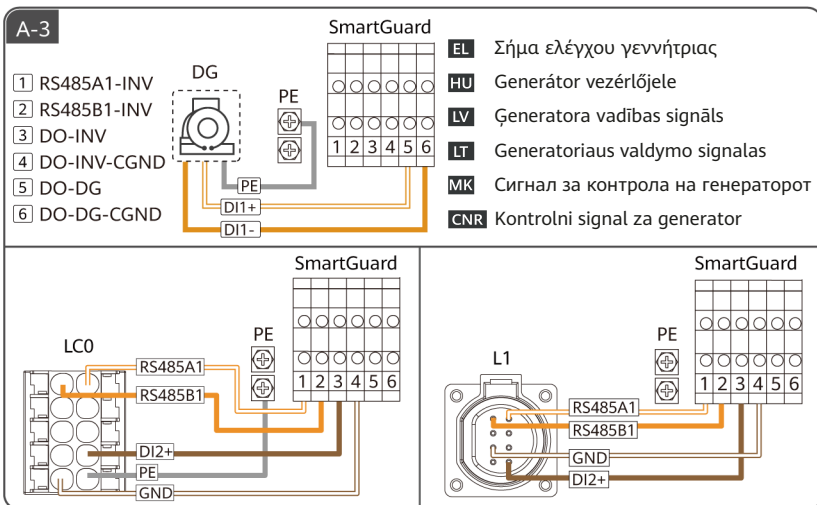 A-3
1 RS485A1-INV
2 RS485B1-INV
3 DO-INV
4 DO-INV-CGND
5 DO-DG
6 DO-DG-CGND
DG
PE
SmartGuard
1 2 3 4 5 6
PE
DI1+
DI1-
EL Σήμα ελέγχου γεννήτριας
HU Generátor vezérlőjele
LV Ģeneratora vadības signāls
LT Generatoriaus valdymo signalas
MK Сигнал за контрола на генераторот
CNR Kontrolni signal za generator
SmartGuard
PE
LC0
1 2 3 4 5 6
RS485A1
RS485B1
DI2+
PE
GND
SmartGuard
PE
L1
1 2 3 4 5 6
RS485A1
RS485B1
GND
DI2+